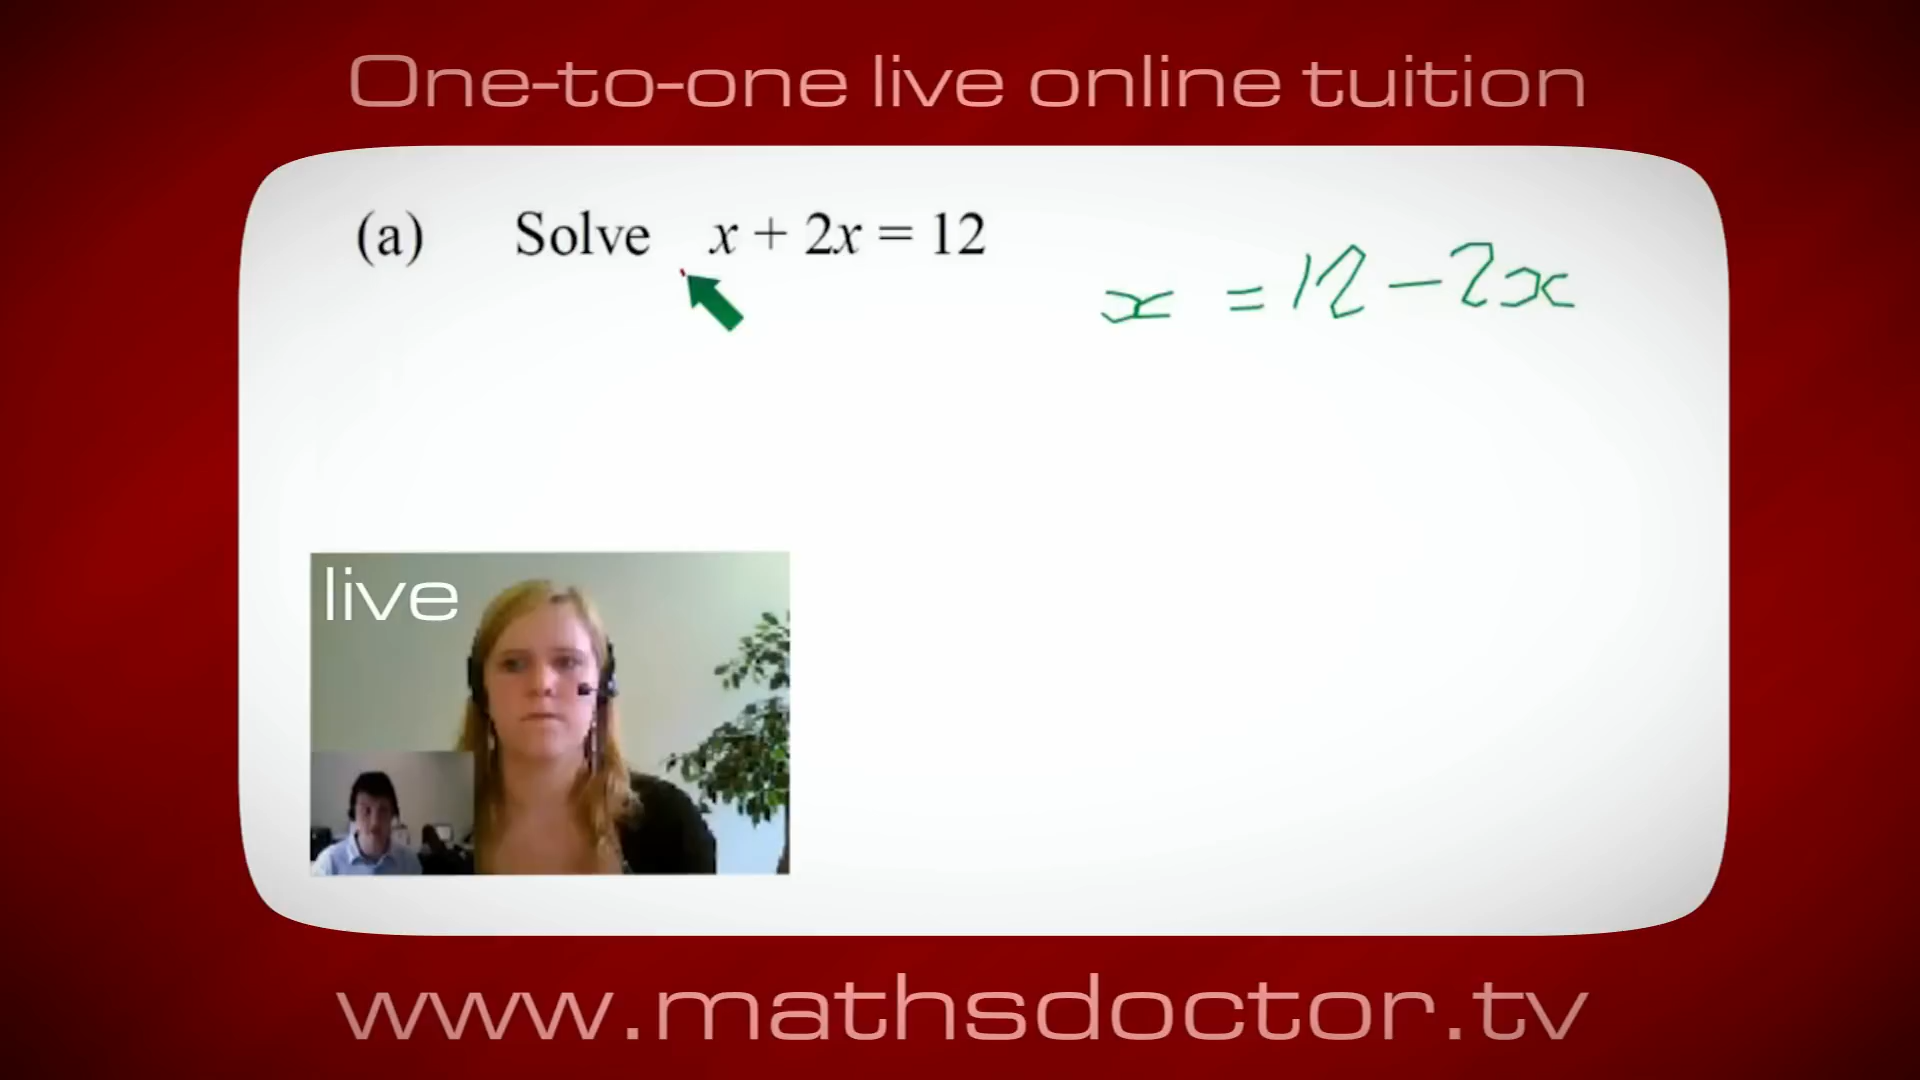 One-to-one live online tuition
(a) Solve x + 2x = 12
x = 12 - 2x
live
www.mathsdoctor.tv